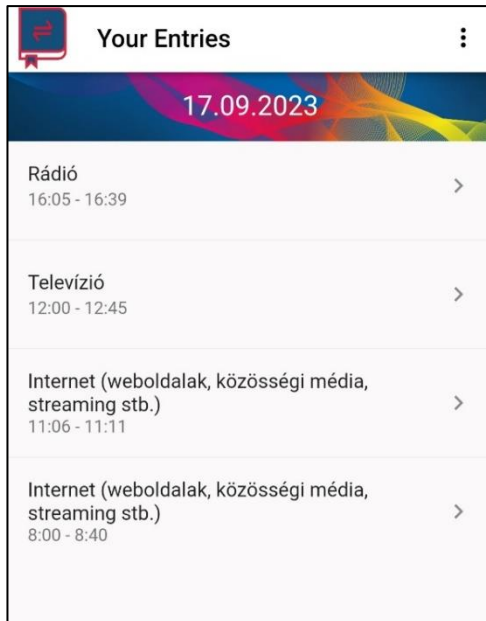 Your Entries
17.09.2023
Rádió
16:05 - 16:39
Televízió
12:00 - 12:45
Internet (weboldalak, közösségi média,
streaming stb.)
11:06 - 11:11
Internet (weboldalak, közösségi média,
streaming stb.)
8:00 - 8:40